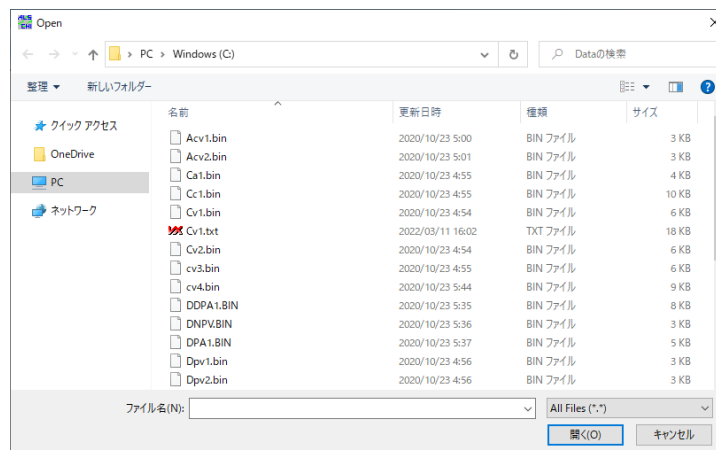 ALS CHI Open
PC > Windows (C:) Dataの検索
整理 新しいフォルダー
名前 更新日時 種類 サイズ
クイック アクセス
OneDrive
PC
ネットワーク
Acv1.bin 2020/10/23 5:00 BIN ファイル 3 KB
Acv2.bin 2020/10/23 5:01 BIN ファイル 3 KB
Ca1.bin 2020/10/23 4:55 BIN ファイル 4 KB
Cc1.bin 2020/10/23 4:55 BIN ファイル 10 KB
Cv1.bin 2020/10/23 4:54 BIN ファイル 6 KB
Cv1.txt 2022/03/11 16:02 TXT ファイル 18 KB
Cv2.bin 2020/10/23 4:54 BIN ファイル 6 KB
cv3.bin 2020/10/23 4:55 BIN ファイル 6 KB
cv4.bin 2020/10/23 5:44 BIN ファイル 9 KB
DDPA1.BIN 2020/10/23 5:35 BIN ファイル 8 KB
DNPV.BIN 2020/10/23 5:36 BIN ファイル 3 KB
DPA1.BIN 2020/10/23 5:37 BIN ファイル 5 KB
Dpv1.bin 2020/10/23 4:56 BIN ファイル 3 KB
Dpv2.bin 2020/10/23 4:56 BIN ファイル 3 KB
ファイル名(N): All Files (*.*)
開く(O) キャンセル